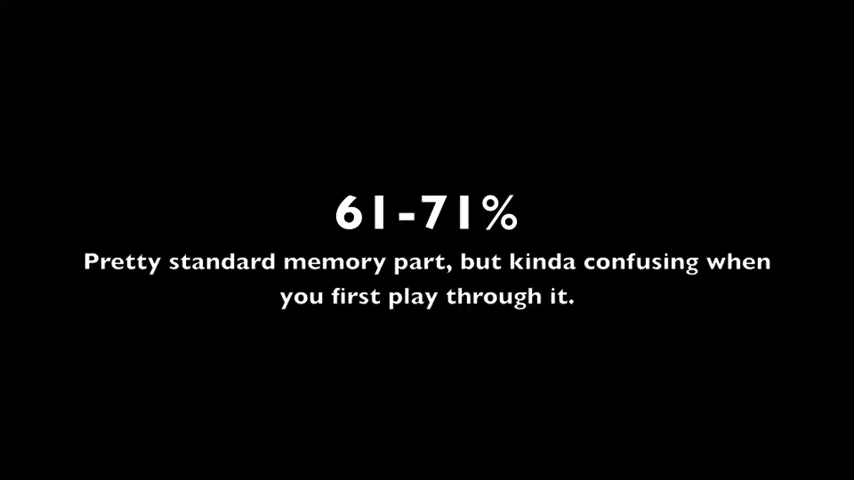 61-71%
Pretty standard memory part, but kinda confusing when
you first play through it.